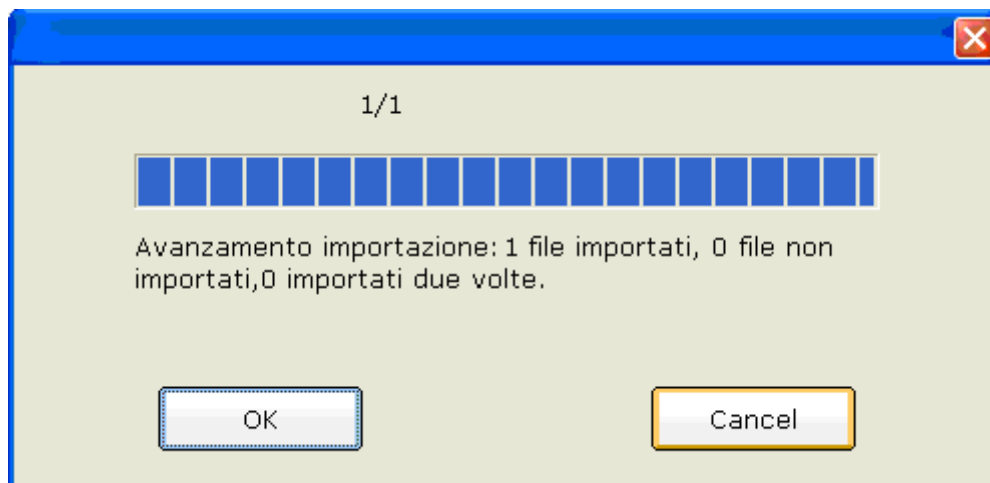 1/1
Avanzamento importazione: 1 file importati, 0 file non
importati,0 importati due volte.
OK
Cancel